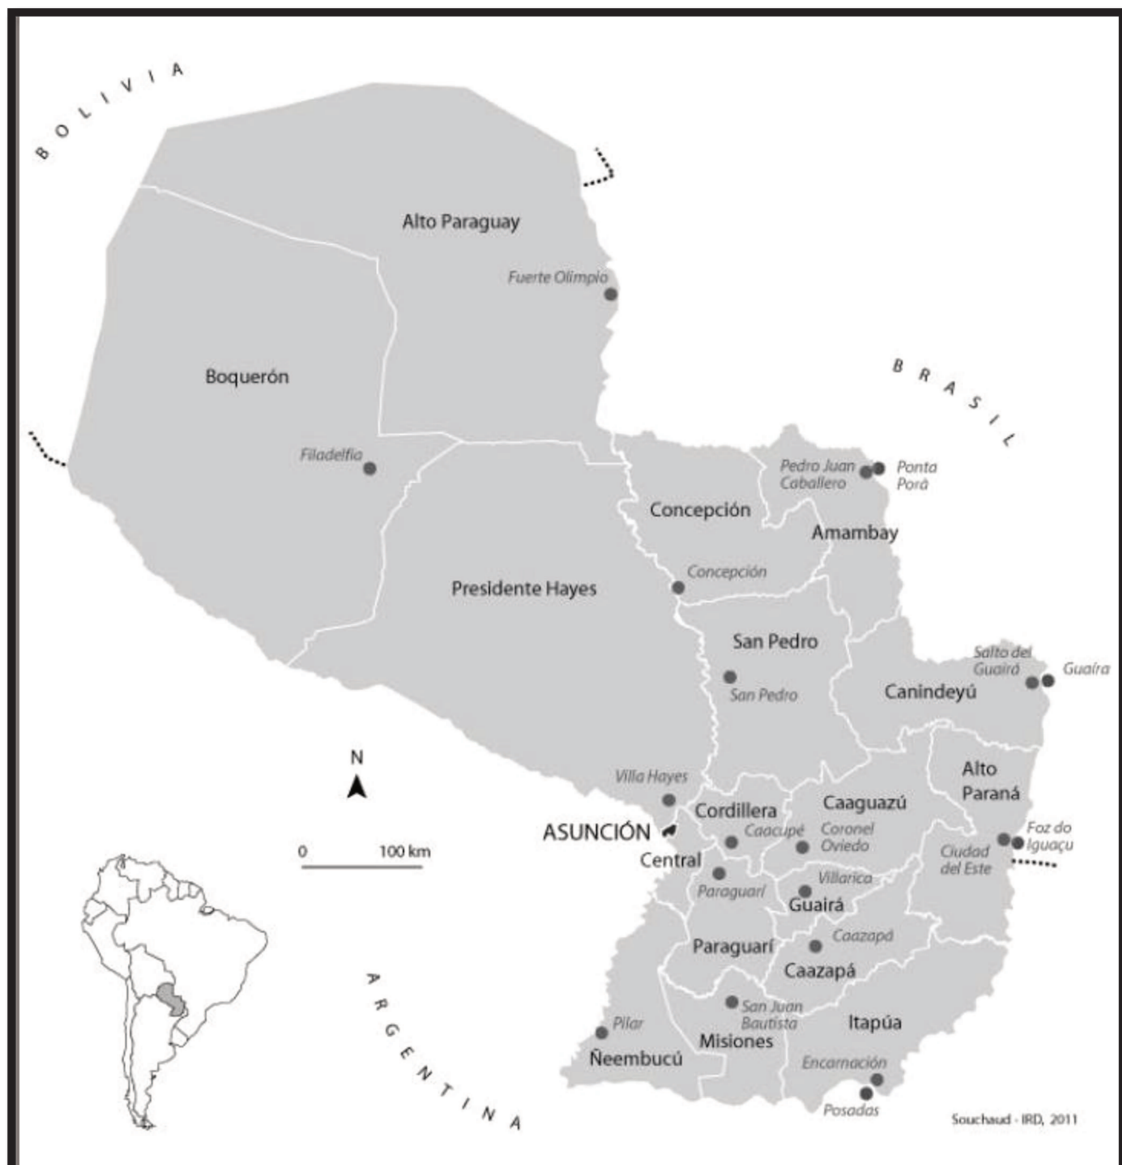 BOLIVIA
Alto Paraguay
Fuerte Olimpio
BRASIL
Boquerón
Filadelfia
Pedro Juan
Caballero
Ponta
Porà
Concepción
Amambay
Concepción
Presidente Hayes
San Pedro
San Pedro
Salto del
Guairá
Guaíra
Canindeyú
N
Villa Hayes
Alto
Paraná
Cordillera
Caaguazú
ASUNCIÓN
Caacupé
Coronel
Oviedo
Foz do
Iguaçu
Ciudad
del Este
0 100 km
Central
Paraguarí
Villarica
Guairá
Paraguarí
Caazapá
Caazapá
ARGENTINA
San Juan
Bautista
Itapúa
Pilar
Misiones
Ñeembucú
Encarnación
Posadas
Souchaud - IRD, 2011